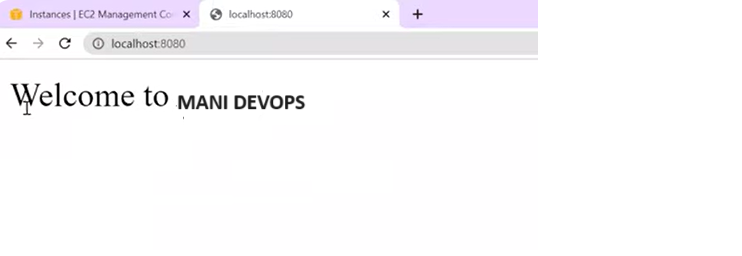 Instances | EC2 Management Co
localhost:8080
localhost:8080
Welcome to MANI DEVOPS